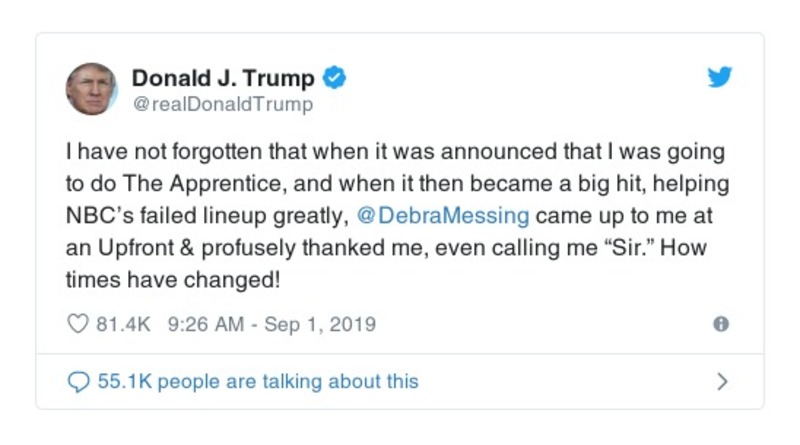 Donald J. Trump
@realDonaldTrump
I have not forgotten that when it was announced that I was going
to do The Apprentice, and when it then became a big hit, helping
NBC’s failed lineup greatly, @DebraMessing came up to me at
an Upfront & profusely thanked me, even calling me “Sir.” How
times have changed!
81.4K 9:26 AM - Sep 1, 2019
55.1K people are talking about this